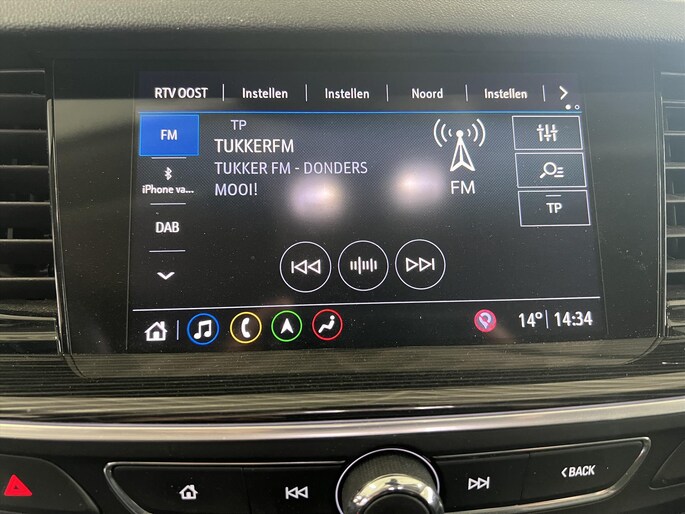 RTV OOST Instellen Instellen Noord Instellen
FM
TP
TUKKERFM
TUKKER FM - DONDERS
MOOI!
FM
iPhone va...
DAB
TP
14° 14:34
<BACK